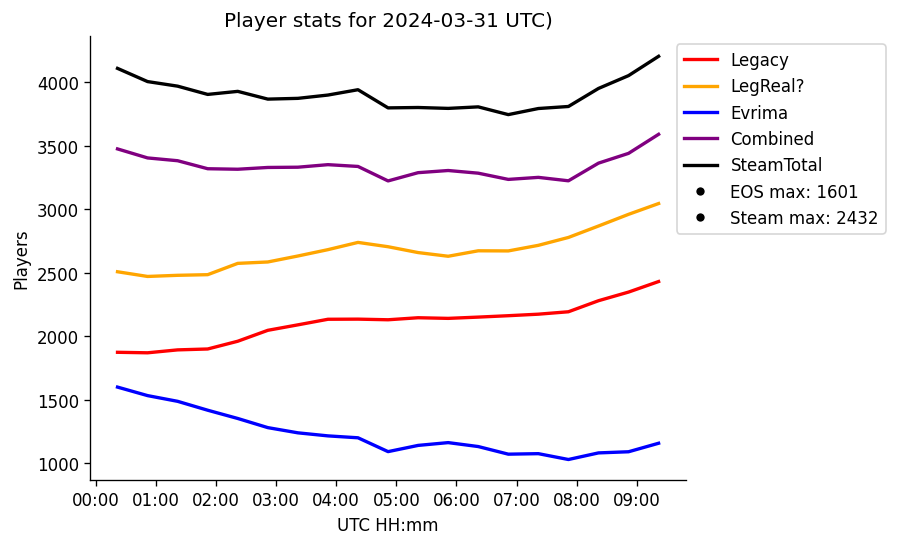 Player stats for 2024-03-31 UTC)
Legacy
LegReal?
Evrima
Combined
SteamTotal
EOS max: 1601
Steam max: 2432
Players
4000
3500
3000
2500
2000
1500
1000
00:00 01:00 02:00 03:00 04:00 05:00 06:00 07:00 08:00 09:00
UTC HH:mm